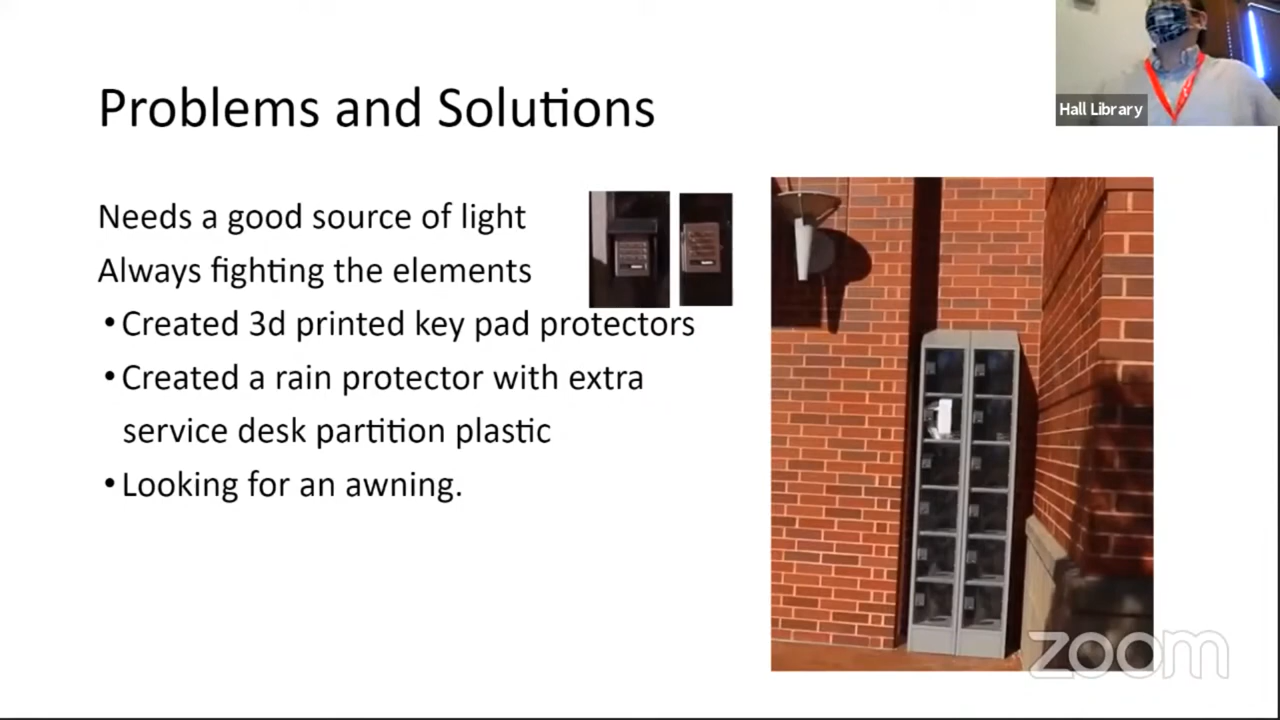 Problems and Solutions
Hall Library
Needs a good source of light
Always fighting the elements
• Created 3d printed key pad protectors
• Created a rain protector with extra
service desk partition plastic
• Looking for an awning.
zoom